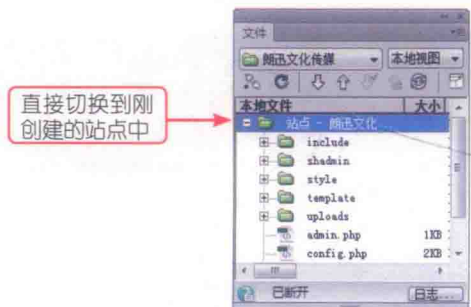 文件
朗迅文化传媒
本地视图
本地文件
大小
直接切换到刚
创建的站点中
站点 - 朗迅文化...
include
shadmin
style
template
uploads
admin.php
1KB
config.php
2KB
已断开
日志...